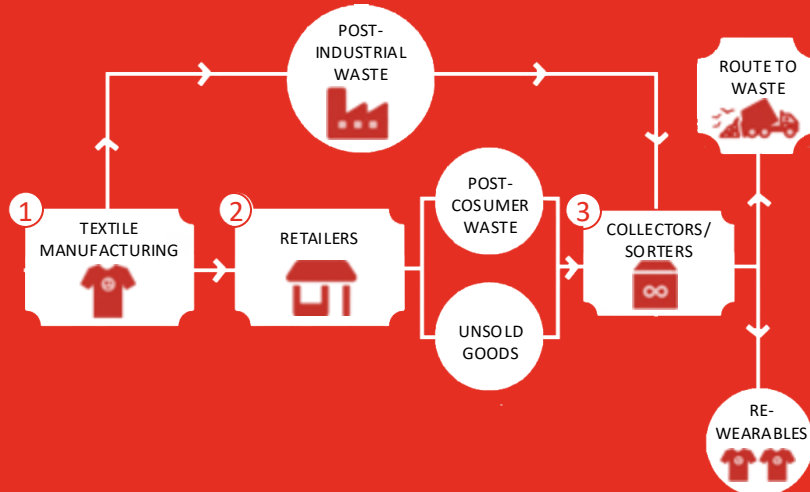 POST-
INDUSTRIAL
WASTE
ROUTE TO
WASTE
1
TEXTILE
MANUFACTURING
2
RETAILERS
POST-
COSUMER
WASTE
UNSOLD
GOODS
3
COLLECTORS/
SORTERS
RE-
WEARABLES